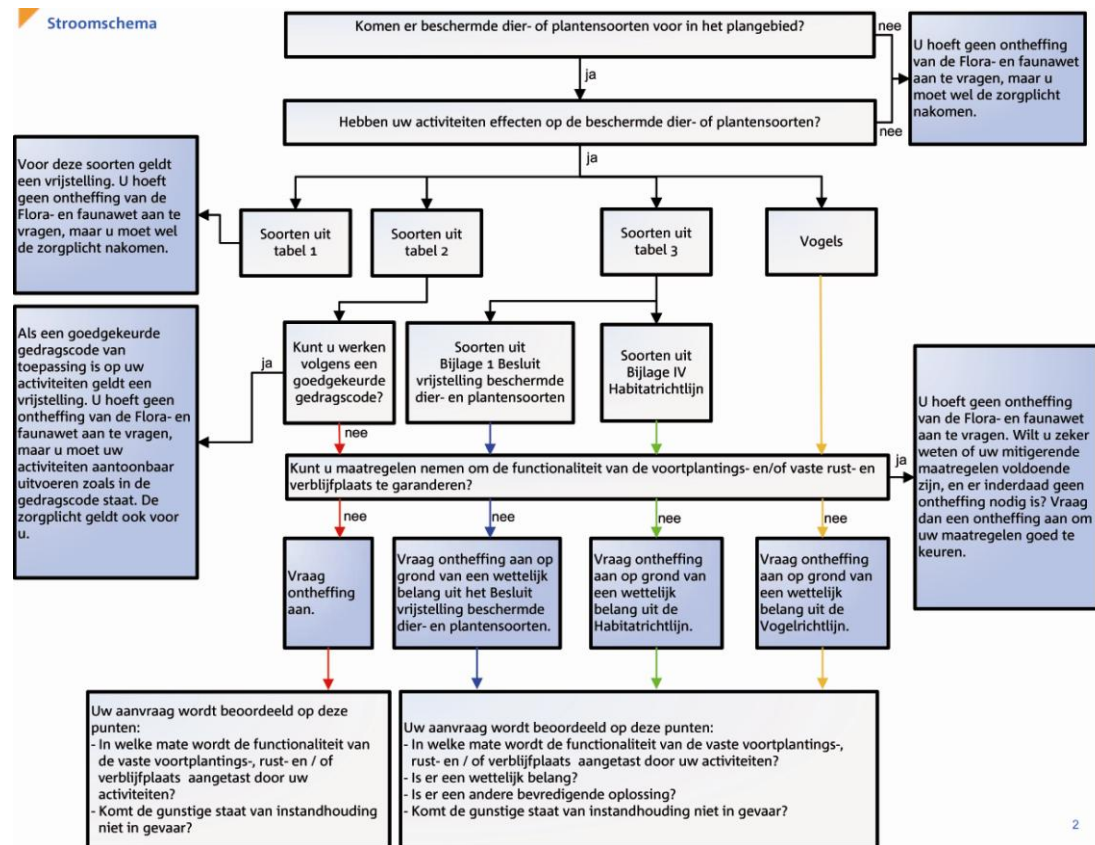 Stroomschema
Komen er beschermde dier- of plantensoorten voor in het plangebied?
nee
U hoeft geen ontheffing
van de Flora- en faunawet
aan te vragen, maar u
moet wel de zorgplicht
nakomen.
ja
Hebben uw activiteiten effecten op de beschermde dier- of plantensoorten?
nee
ja
Voor deze soorten geldt
een vrijstelling. U hoeft
geen ontheffing van de
Flora- en faunawet aan te
vragen, maar u moet wel
de zorgplicht nakomen.
Soorten uit
tabel 1
Soorten uit
tabel 2
Soorten uit
tabel 3
Vogels
Als een goedgekeurde
gedragscode van
toepassing is op uw
activiteiten geldt een
vrijstelling. U hoeft geen
ontheffing van de Flora- en
faunawet aan te vragen,
maar u moet uw
activiteiten aantoonbaar
uitvoeren zoals in de
gedragscode staat. De
zorgplicht geldt ook voor
u.
ja
Kunt u werken
volgens een
goedgekeurde
gedragscode?
Soorten uit
Bijlage 1 Besluit
vrijstelling beschermde
dier- en plantensoorten
Soorten uit
Bijlage IV
Habitatrichtlijn
nee
Kunt u maatregelen nemen om de functionaliteit van de voortplantings- en/of vaste rust- en
verblijfplaats te garanderen?
ja
U hoeft geen ontheffing
van de Flora- en faunawet
aan te vragen. Wilt u zeker
weten of uw mitigerende
maatregelen voldoende
zijn, en er inderdaad geen
ontheffing nodig is? Vraag
dan een ontheffing aan om
uw maatregelen goed te
keuren.
nee
nee
nee
nee
Vraag
ontheffing
aan.
Vraag ontheffing aan op
grond van een wettelijk
belang uit het Besluit
vrijstelling beschermde
dier- en plantensoorten.
Vraag ontheffing
aan op grond van
een wettelijk
belang uit de
Habitatrichtlijn.
Vraag ontheffing
aan op grond van
een wettelijk
belang uit de
Vogelrichtlijn.
Uw aanvraag wordt beoordeeld op deze
punten:
- In welke mate wordt de functionaliteit van
de vaste voortplantings-, rust- en / of
verblijfplaats aangetast door uw
activiteiten?
- Komt de gunstige staat van instandhouding
niet in gevaar?
Uw aanvraag wordt beoordeeld op deze punten:
- In welke mate wordt de functionaliteit van de vaste voortplantings-,
rust- en / of verblijfplaats aangetast door uw activiteiten?
- Is er een wettelijk belang?
- Is er een andere bevredigende oplossing?
- Komt de gunstige staat van instandhouding niet in gevaar?
2